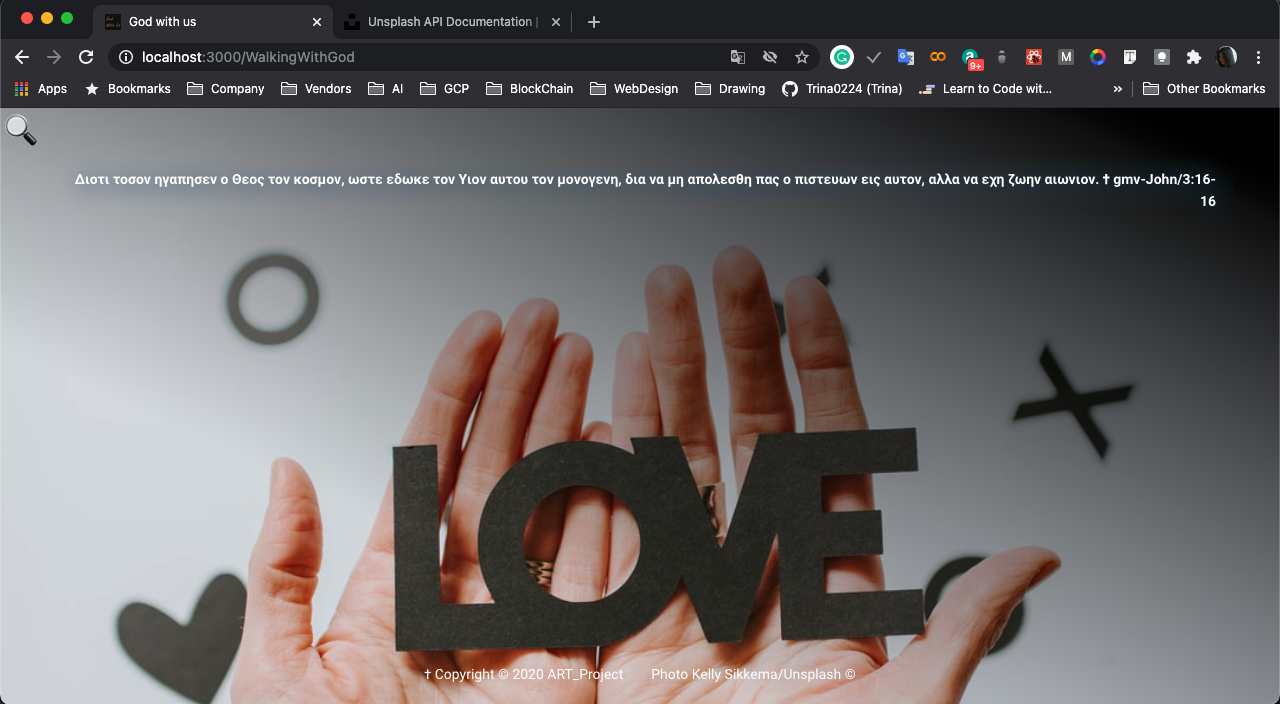 God with us
Unsplash API Documentation |
localhost:3000/WalkingWithGod
9+
M
T
Apps
Bookmarks
Company
Vendors
AI
GCP
BlockChain
WebDesign
Drawing
Trina0224 (Trina)
Learn to Code wit...
»
Other Bookmarks
Διοτι τοσον ηγαπησεν ο Θεος τον κοσμον, ωστε εδωκε τον Υιον αυτου τον μονογενη, δια να μη απολεσθη πας ο πιστευων εις αυτον, αλλα να εχη ζωην αιωνιον. ✝ gmv-John/3:16-
16
LOVE
✝ Copyright © 2020 ART_Project Photo Kelly Sikkema/Unsplash ©